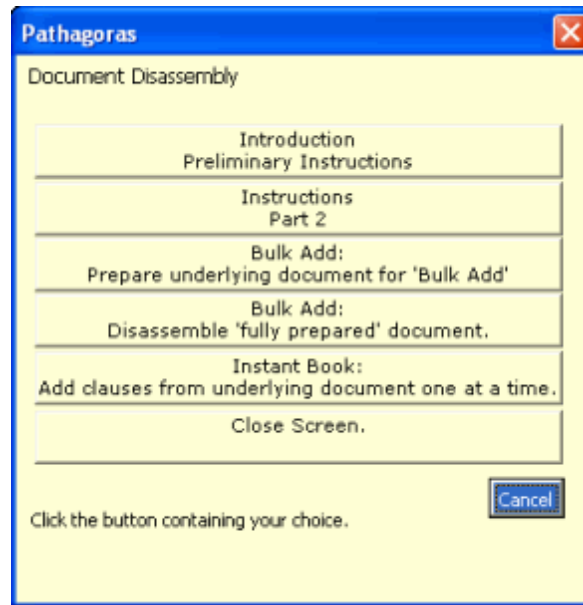 Pathagoras
Document Disassembly
Introduction
Preliminary Instructions
Instructions
Part 2
Bulk Add:
Prepare underlying document for 'Bulk Add'
Bulk Add:
Disassemble 'fully prepared' document.
Instant Book:
Add clauses from underlying document one at a time.
Close Screen.
Cancel
Click the button containing your choice.